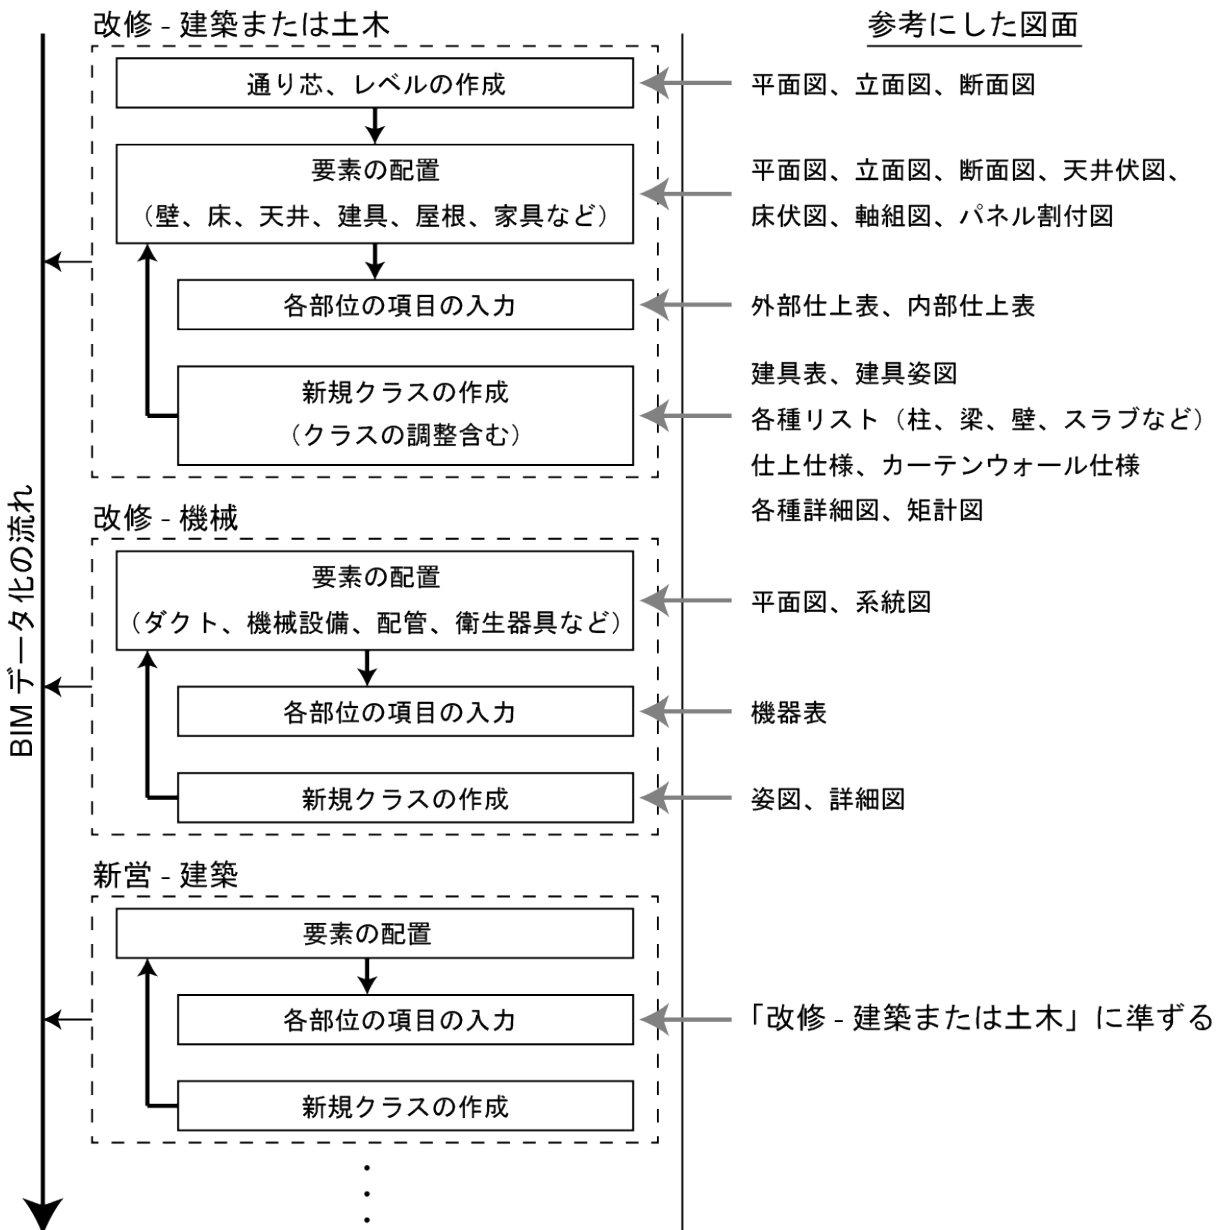 改修 - 建築または土木
参考にした図面
通り芯、レベルの作成
平面図、立面図、断面図
要素の配置
(壁、床、天井、建具、屋根、家具など)
平面図、立面図、断面図、天井伏図、
床伏図、軸組図、パネル割付図
各部位の項目の入力
外部仕上表、内部仕上表
新規クラスの作成
(クラスの調整含む)
建具表、建具姿図
各種リスト(柱、梁、壁、スラブなど)
仕上仕様、カーテンウォール仕様
各種詳細図、矩計図
BIM データ化の流れ
改修 - 機械
要素の配置
(ダクト、機械設備、配管、衛生器具など)
平面図、系統図
各部位の項目の入力
機器表
新規クラスの作成
姿図、詳細図
新営 - 建築
要素の配置
各部位の項目の入力
「改修 - 建築または土木」に準ずる
新規クラスの作成